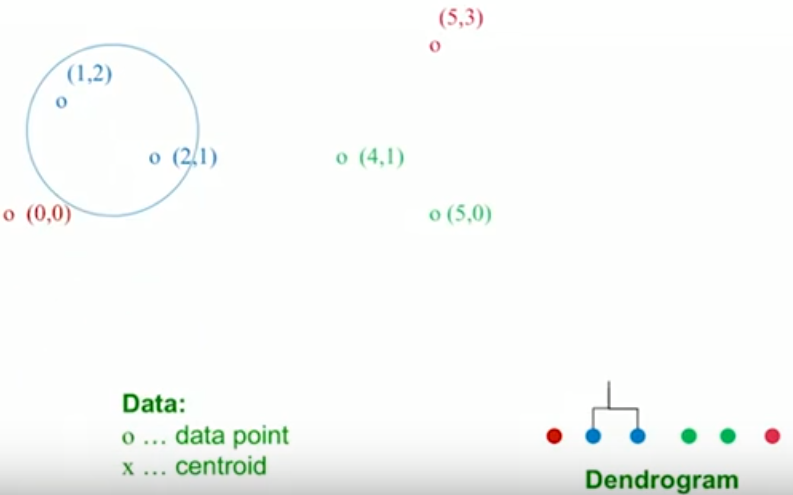 (5,3)
o
(1,2)
o
o (2,1)
o (4,1)
o (0,0)
o (5,0)
Data:
o ... data point
x ... centroid
Dendrogram